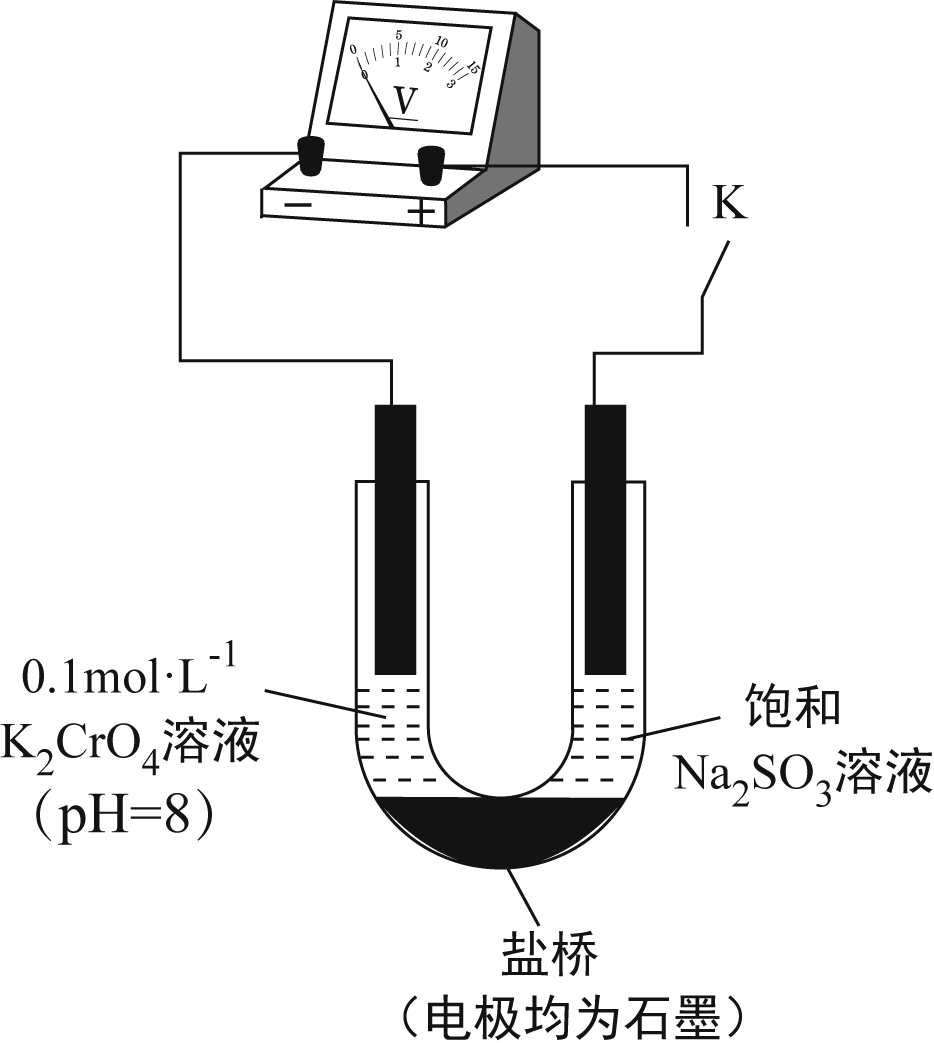 0 5 10 15
0 1 2 3
V
− +
K
0.1mol·L⁻¹
K₂CrO₄溶液
（pH=8）
饱和
Na₂SO₃溶液
盐桥
（电极均为石墨）